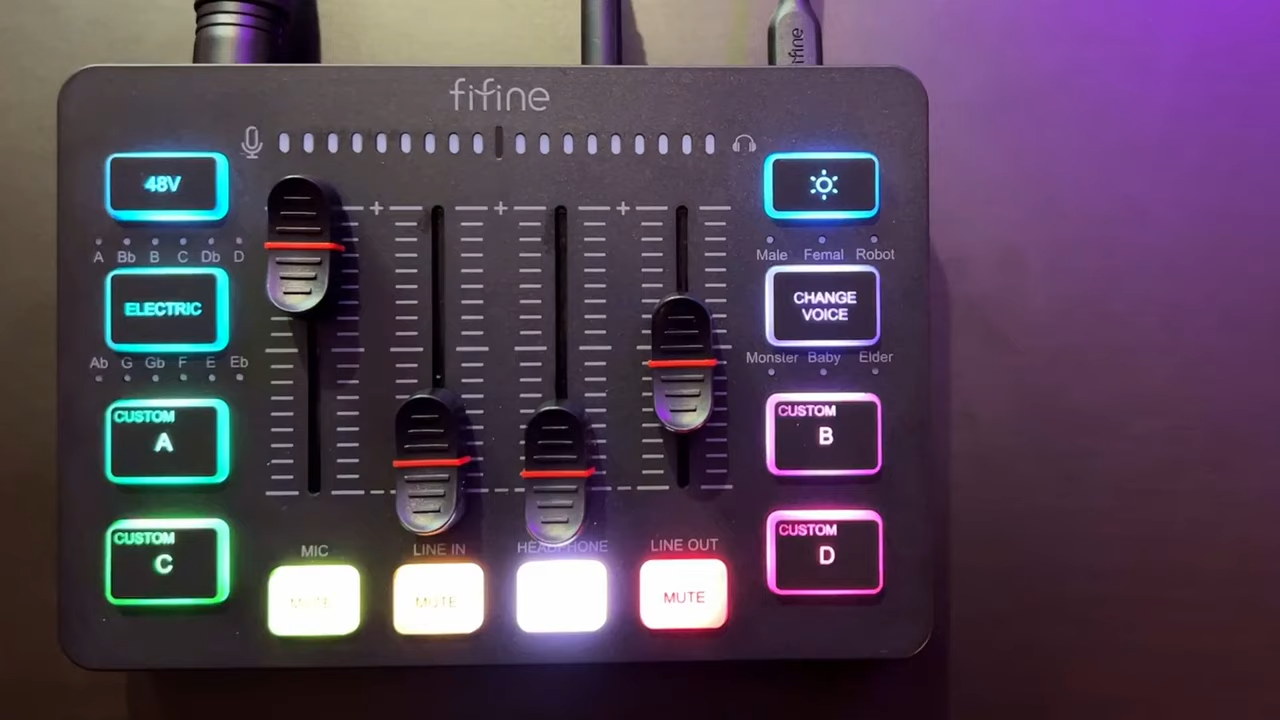 fifine
fifine
48V
A Bb B C Db D
Male Femal Robot
ELECTRIC
CHANGE
VOICE
Ab G Gb F E Eb
Monster Baby Elder
CUSTOM
A
CUSTOM
B
CUSTOM
C
CUSTOM
D
MIC
LINE IN
HEADPHONE
LINE OUT
MUTE
MUTE
MUTE